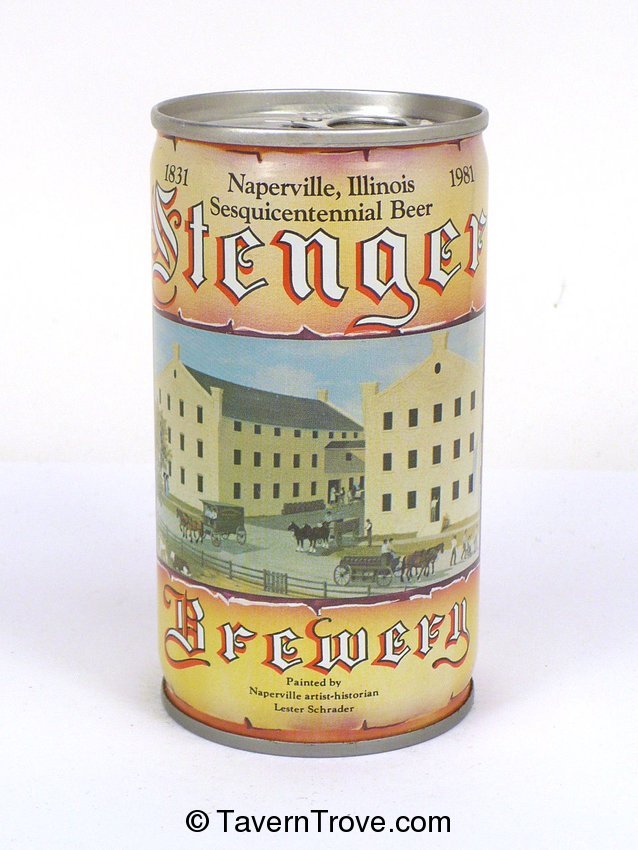 1831
1981
Naperville, Illinois
Sesquicentennial Beer
Stenger
Brewery
Painted by
Naperville artist-historian
Lester Schrader
© TavernTrove.com